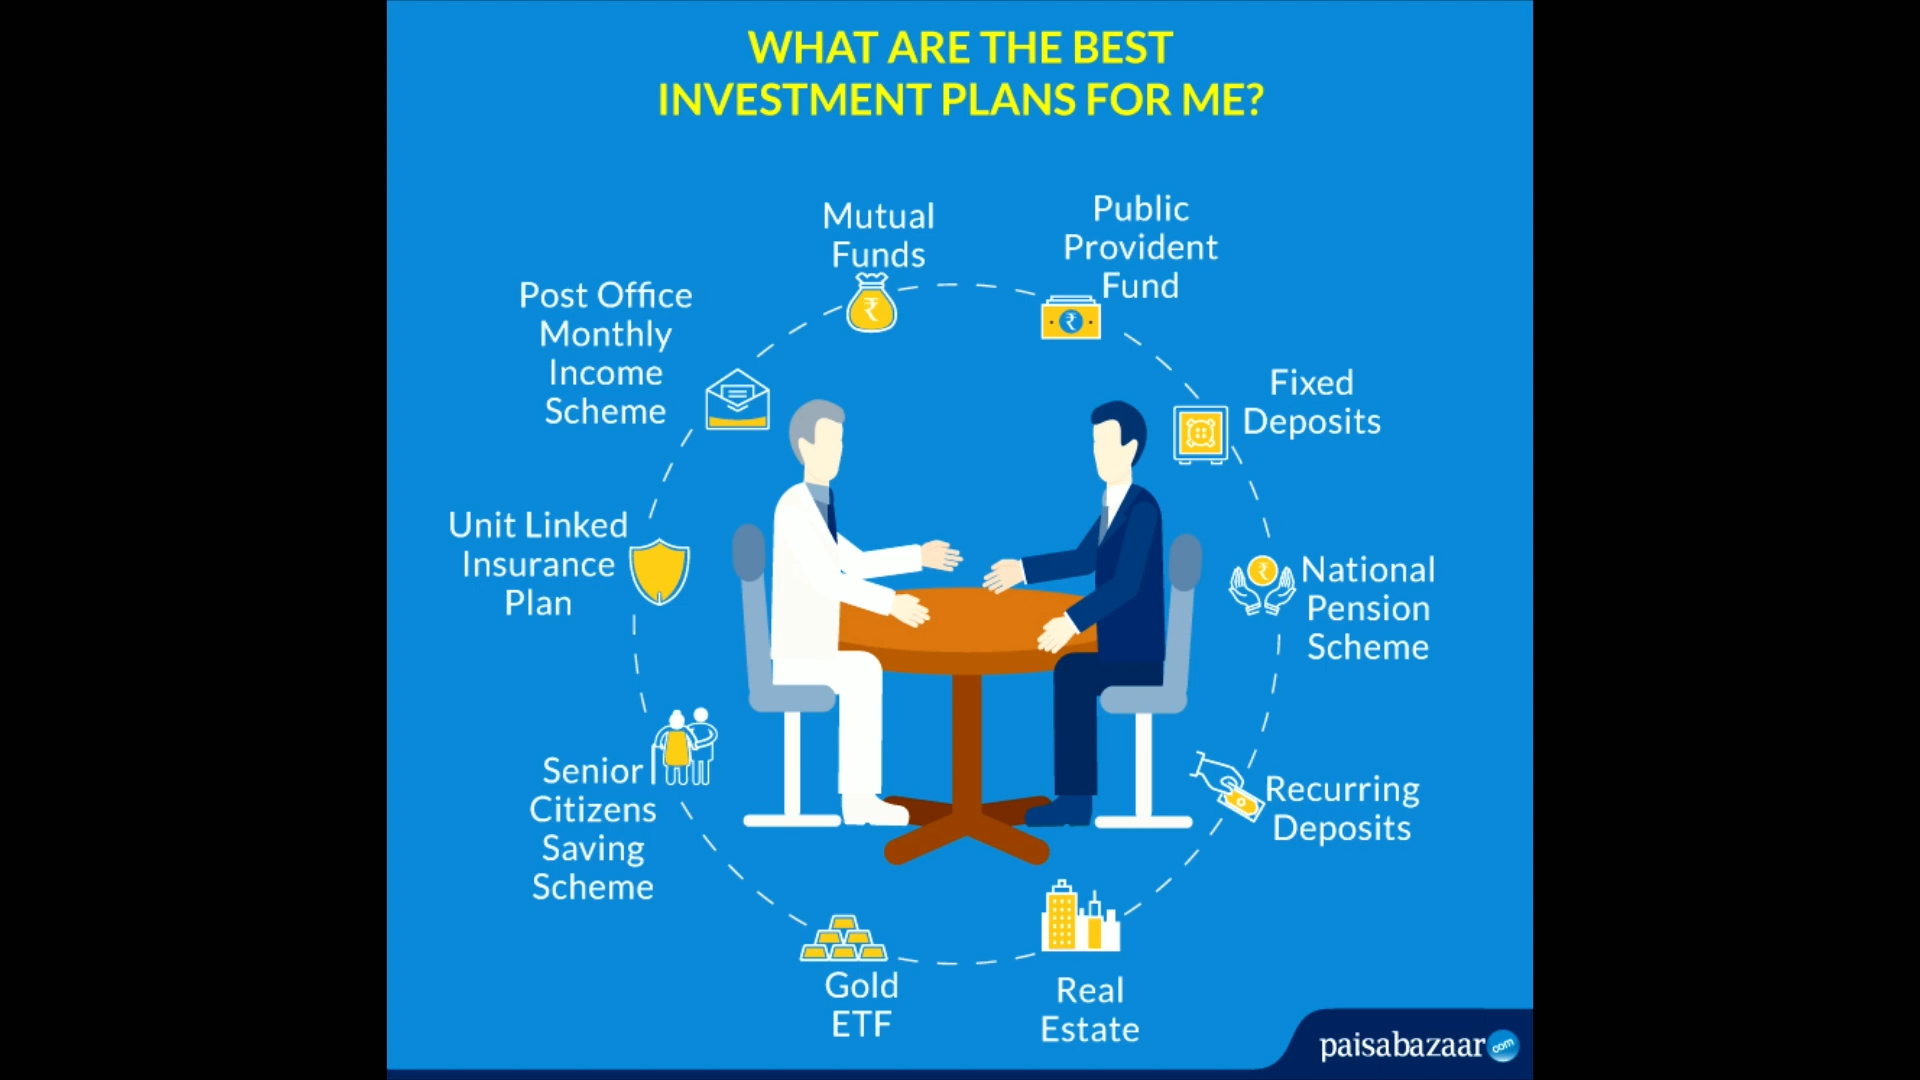 WHAT ARE THE BEST
INVESTMENT PLANS FOR ME?
Mutual
Funds
Public
Provident
Fund
Fixed
Deposits
National
Pension
Scheme
Recurring
Deposits
Real
Estate
Gold
ETF
Senior
Citizens
Saving
Scheme
Unit Linked
Insurance
Plan
Post Office
Monthly
Income
Scheme
₹
₹
₹
paisabazaar com